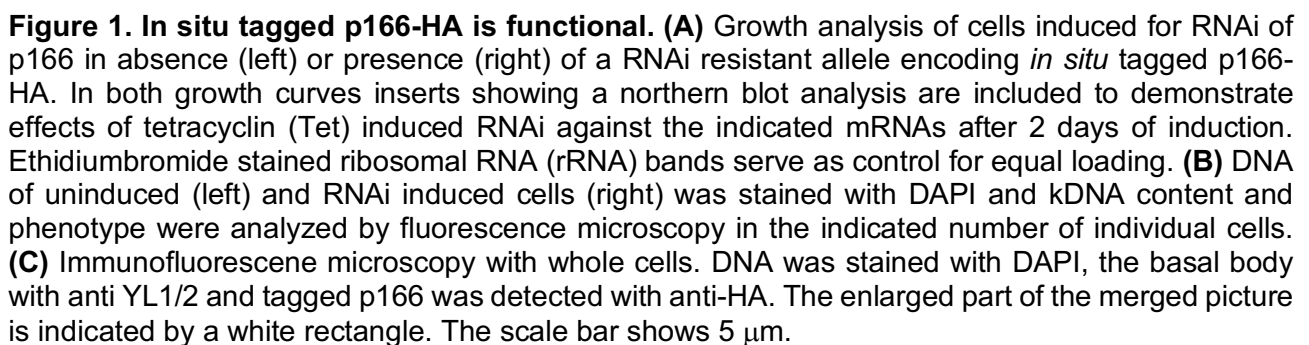 Figure 1. In situ tagged p166-HA is functional. (A) Growth analysis of cells induced for RNAi of
p166 in absence (left) or presence (right) of a RNAi resistant allele encoding in situ tagged p166-
HA. In both growth curves inserts showing a northern blot analysis are included to demonstrate
effects of tetracyclin (Tet) induced RNAi against the indicated mRNAs after 2 days of induction.
Ethidiumbromide stained ribosomal RNA (rRNA) bands serve as control for equal loading. (B) DNA
of uninduced (left) and RNAi induced cells (right) was stained with DAPI and kDNA content and
phenotype were analyzed by fluorescence microscopy in the indicated number of individual cells.
(C) Immunofluorescene microscopy with whole cells. DNA was stained with DAPI, the basal body
with anti YL1/2 and tagged p166 was detected with anti-HA. The enlarged part of the merged picture
is indicated by a white rectangle. The scale bar shows 5 μm.